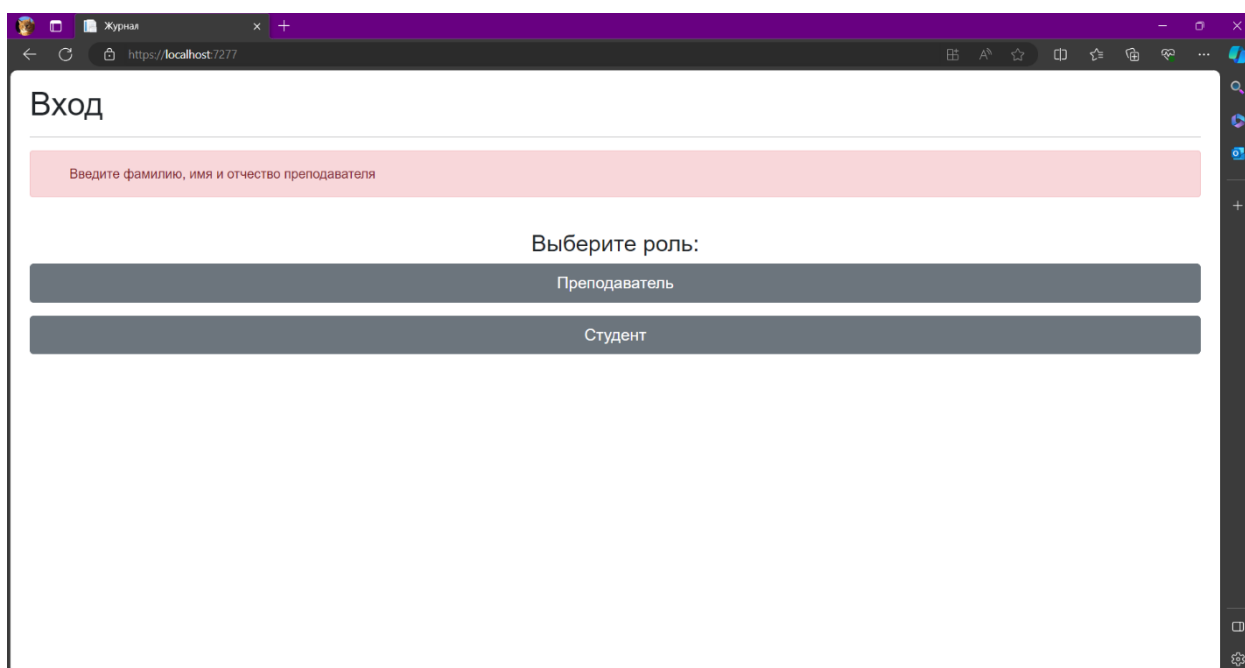 Журнал
https://localhost:7277
Вход
Введите фамилию, имя и отчество преподавателя
Выберите роль:
Преподаватель
Студент